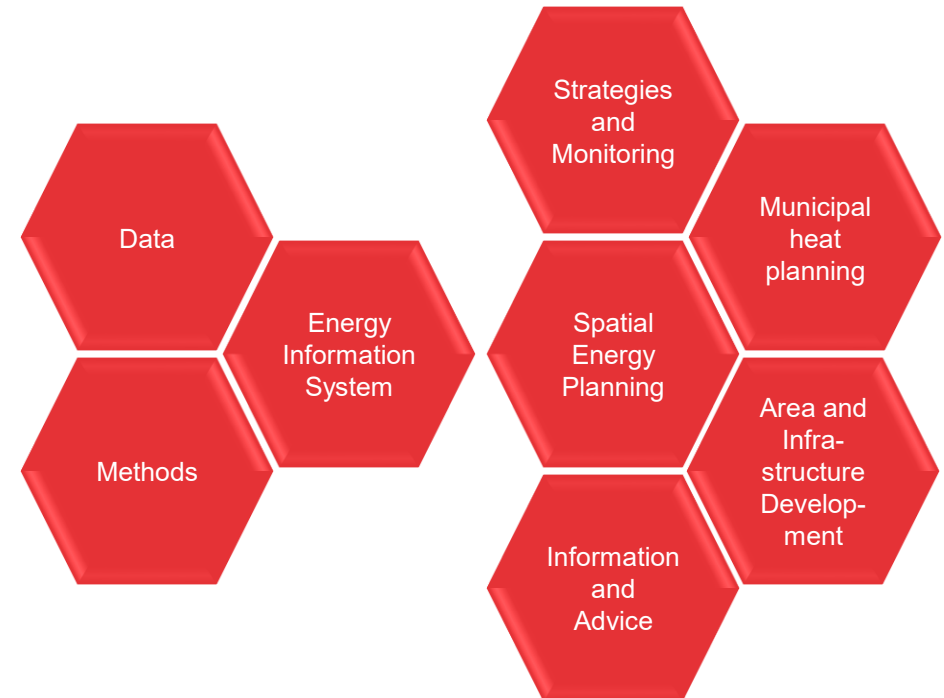 Data
Methods
Energy
Information
System
Strategies
and
Monitoring
Municipal
heat
planning
Spatial
Energy
Planning
Area and
Infra-
structure
Develop-
ment
Information
and
Advice